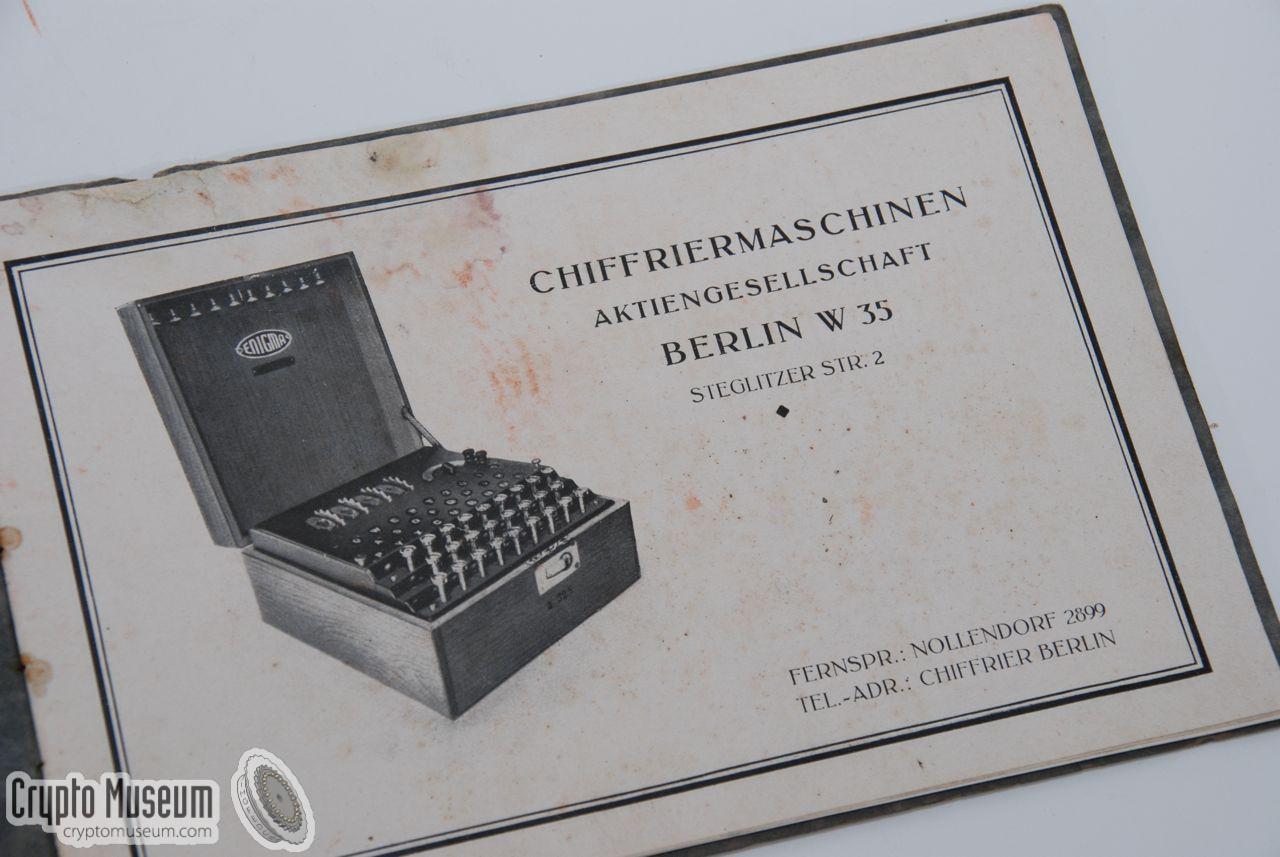 CHIFFRIERMASCHINEN
AKTIENGESELLSCHAFT
BERLIN W 35
STEGLITZER STR. 2
ENIGMA
FERNSPR.: NOLLENDORF 2899
TEL.-ADR.: CHIFFRIER BERLIN
Crypto Museum
cryptomuseum.com